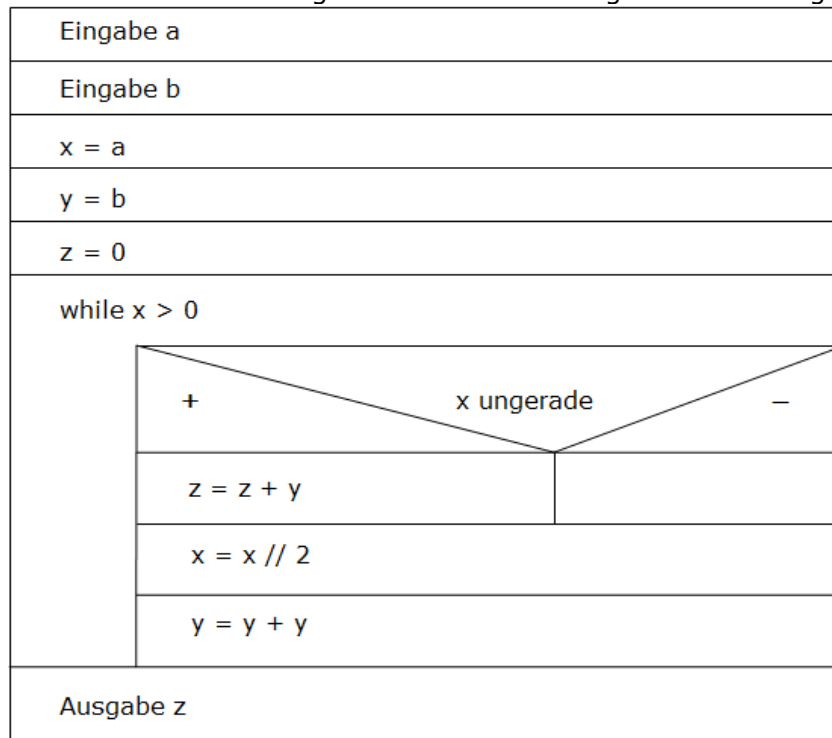 Eingabe a
Eingabe b
x = a
y = b
z = 0
while x > 0
+ x ungerade –
z = z + y
x = x // 2
y = y + y
Ausgabe z